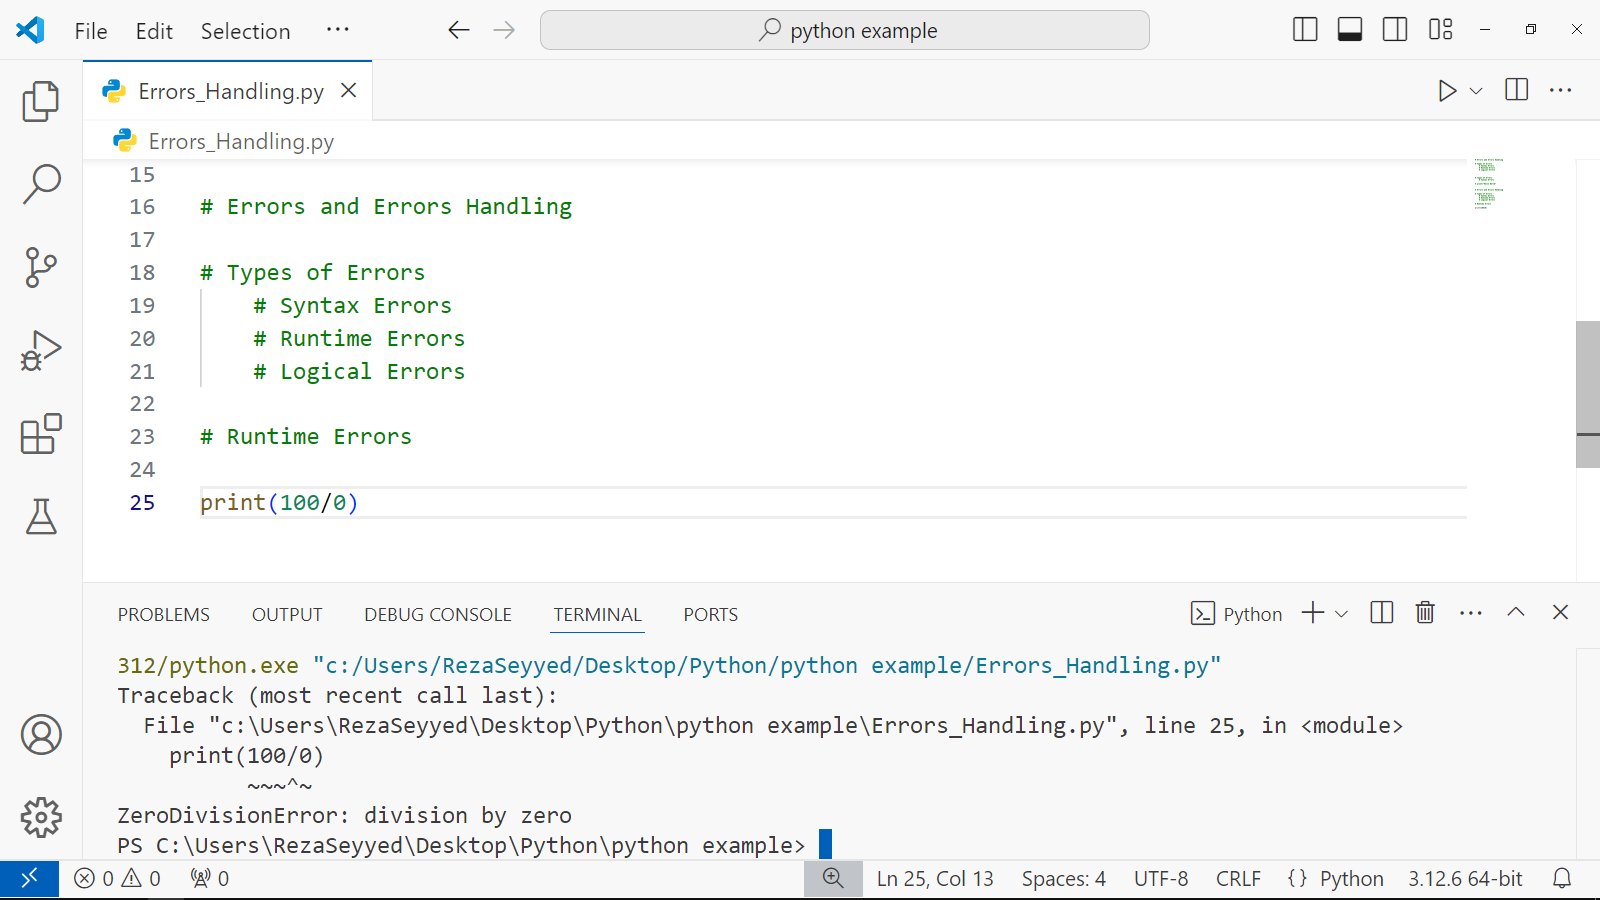 File Edit Selection ···
python example
Errors_Handling.py
Errors_Handling.py
15
16 # Errors and Errors Handling
17
18 # Types of Errors
19 # Syntax Errors
20 # Runtime Errors
21 # Logical Errors
22
23 # Runtime Errors
24
25 print(100/0)
PROBLEMS OUTPUT DEBUG CONSOLE TERMINAL PORTS Python
312/python.exe "c:/Users/RezaSeyyed/Desktop/Python/python example/Errors_Handling.py"
Traceback (most recent call last):
File "c:\Users\RezaSeyyed\Desktop\Python\python example\Errors_Handling.py", line 25, in <module>
print(100/0)
~~~^~
ZeroDivisionError: division by zero
PS C:\Users\RezaSeyyed\Desktop\Python\python example>
0 0 0 Ln 25, Col 13 Spaces: 4 UTF-8 CRLF {} Python 3.12.6 64-bit